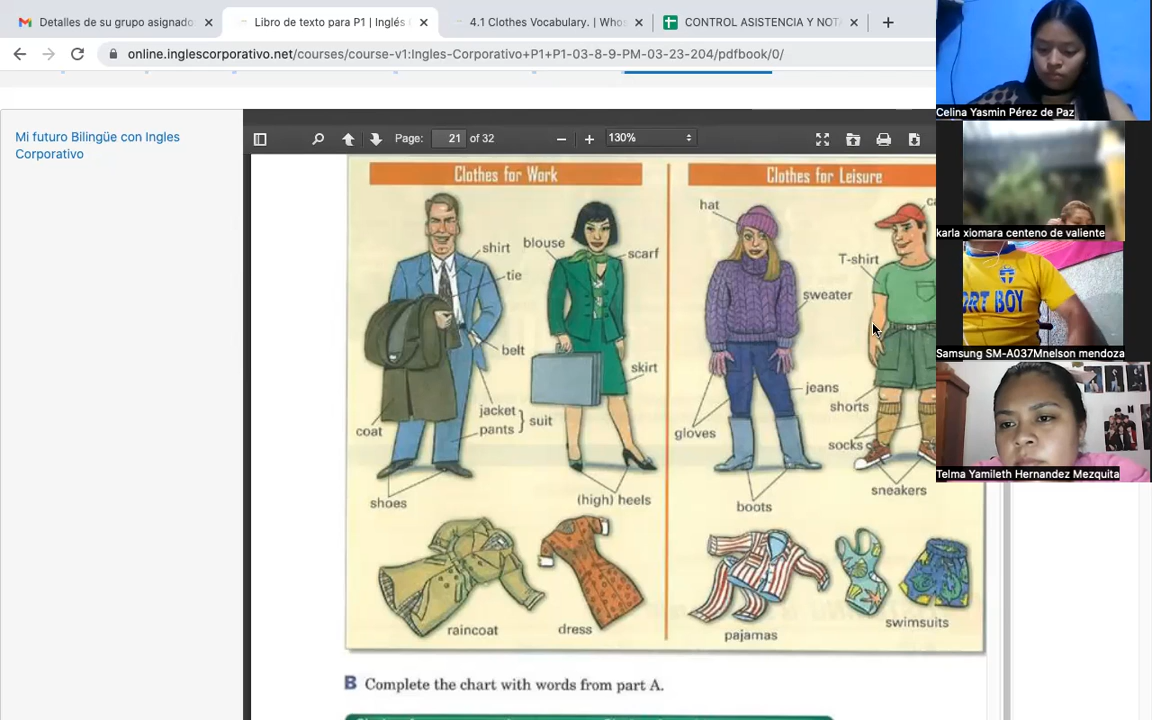 Detalles de su grupo asignado
Libro de texto para P1 | Inglés
4.1 Clothes Vocabulary. | Whos
CONTROL ASISTENCIA Y NOTA
online.inglescorporativo.net/courses/course-v1:Ingles-Corporativo+P1+P1-03-8-9-PM-03-23-204/pdfbook/0/
Mi futuro Bilingüe con Ingles
Corporativo
Page: 21 of 32
130%
Clothes for Work
Clothes for Leisure
shirt
blouse
scarf
tie
belt
skirt
jacket
pants
suit
coat
shoes
(high) heels
raincoat
dress
hat
T-shirt
sweater
jeans
shorts
gloves
socks
sneakers
boots
pajamas
swimsuits
B Complete the chart with words from part A.
Celina Yasmin Pérez de Paz
karla xiomara centeno de valiente
ORT BOY
Samsung SM-A037Mnelson mendoza
Telma Yamileth Hernandez Mezquita